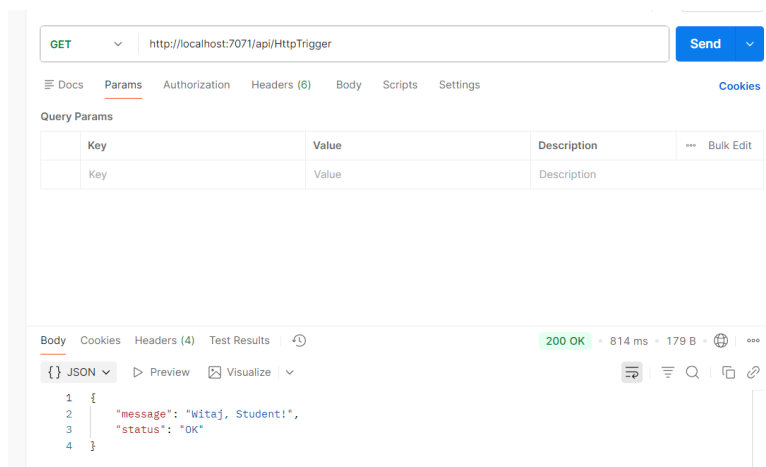 GET http://localhost:7071/api/HttpTrigger Send
Docs Params Authorization Headers (6) Body Scripts Settings Cookies
Query Params
Key Value Description Bulk Edit
Key Value Description
Body Cookies Headers (4) Test Results 200 OK 814 ms 179 B
{} JSON Preview Visualize
1 {
2 "message": "Witaj, Student!",
3 "status": "OK"
4 }